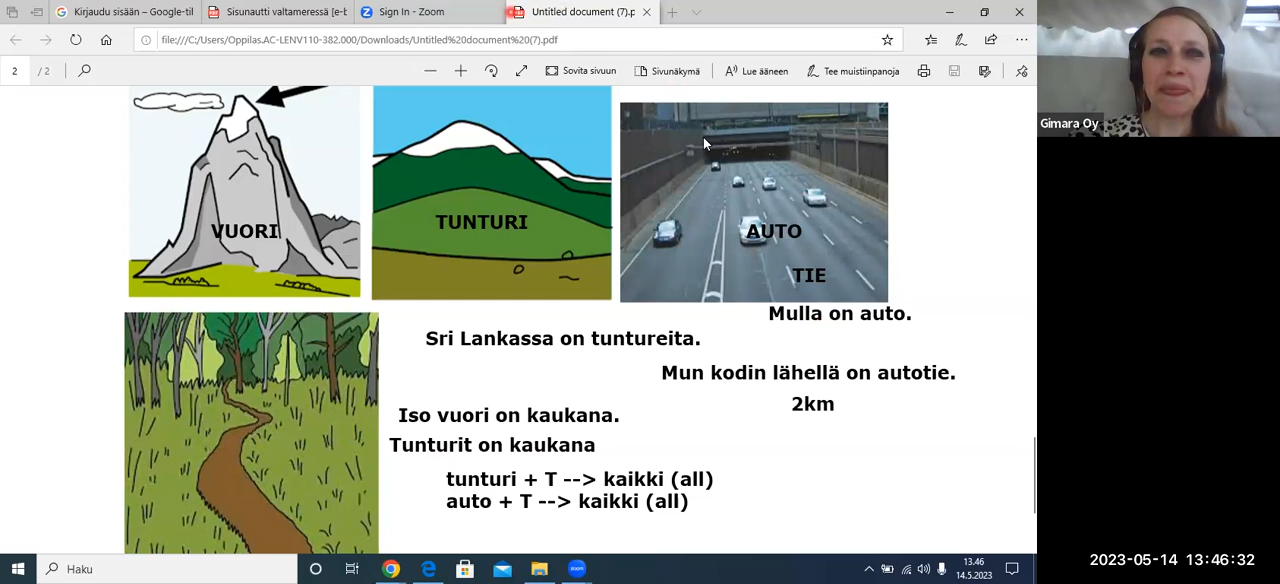 Kirjaudu sisään – Google-til
Sisunautti valtameressä [e-b
Sign In - Zoom
Untitled document (7).p
file:///C:/Users/Oppilas.AC-LENV110-382.000/Downloads/Untitled%20document%20(7).pdf
2 / 2
Sovita sivuun
Sivunäkymä
Lue ääneen
Tee muistiinpanoja
Gimara Oy
VUORI
TUNTURI
AUTO
TIE
Mulla on auto.
Sri Lankassa on tuntureita.
Mun kodin lähellä on autotie.
2km
Iso vuori on kaukana.
Tunturit on kaukana
tunturi + T --> kaikki (all)
auto + T --> kaikki (all)
Haku
zoom
13.46
14.5.2023
2023-05-14 13:46:32